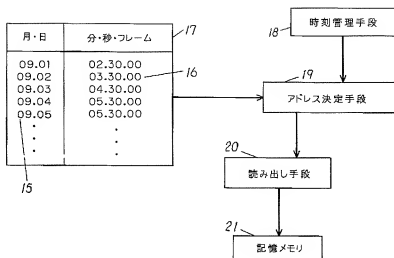 月・日 分・秒・フレーム 17
09.01 02.30.00
09.02 03.30.00 16
09.03 04.30.00
09.04 05.30.00
09.05 05.30.00
15
18 時刻管理手段
19
アドレス決定手段
20
読み出し手段
21
記憶メモリ